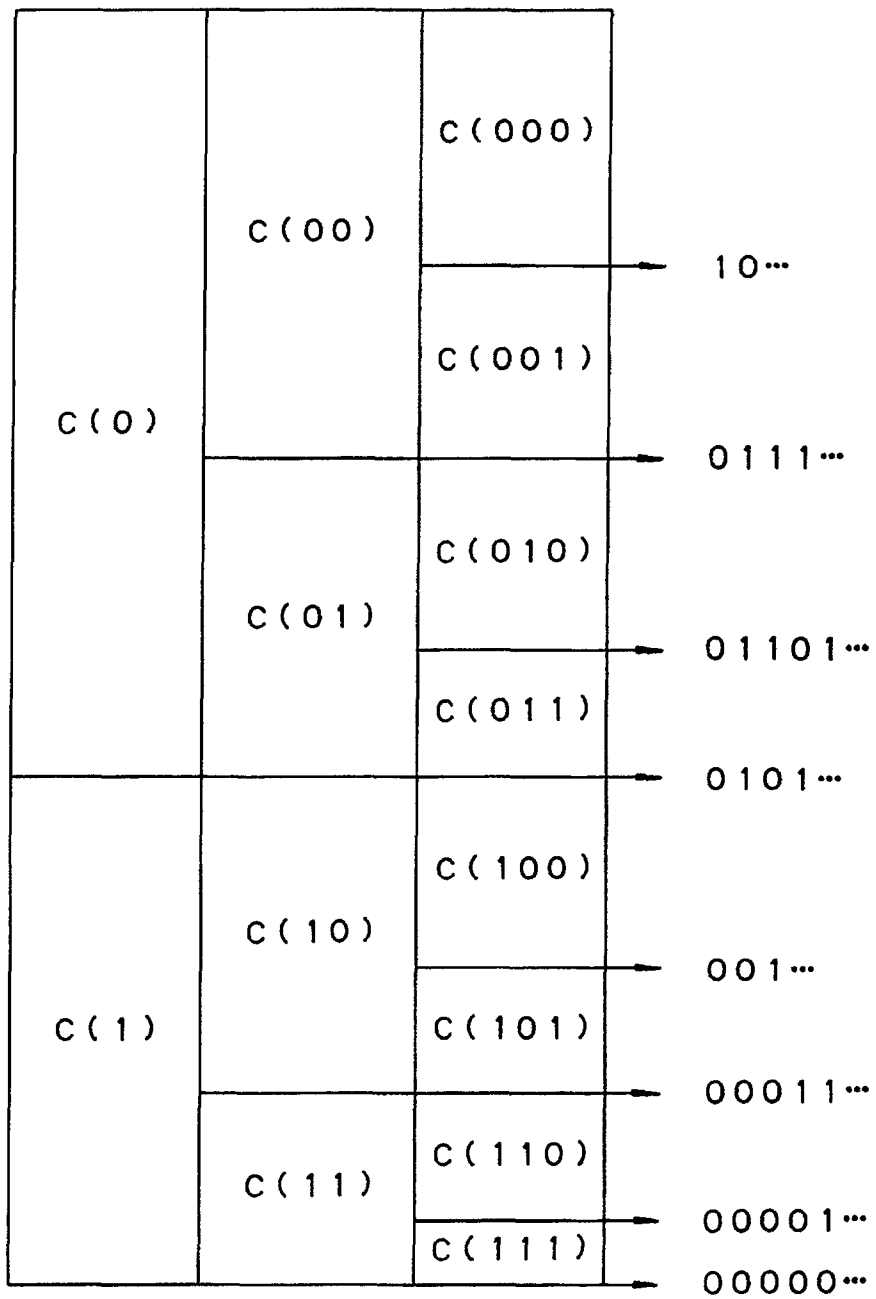 C(000)
C(00)
10…
C(001)
C(0)
0111…
C(010)
C(01)
01101…
C(011)
0101…
C(100)
C(10)
001…
C(1)
C(101)
00011…
C(110)
C(11)
00001…
C(111)
00000…